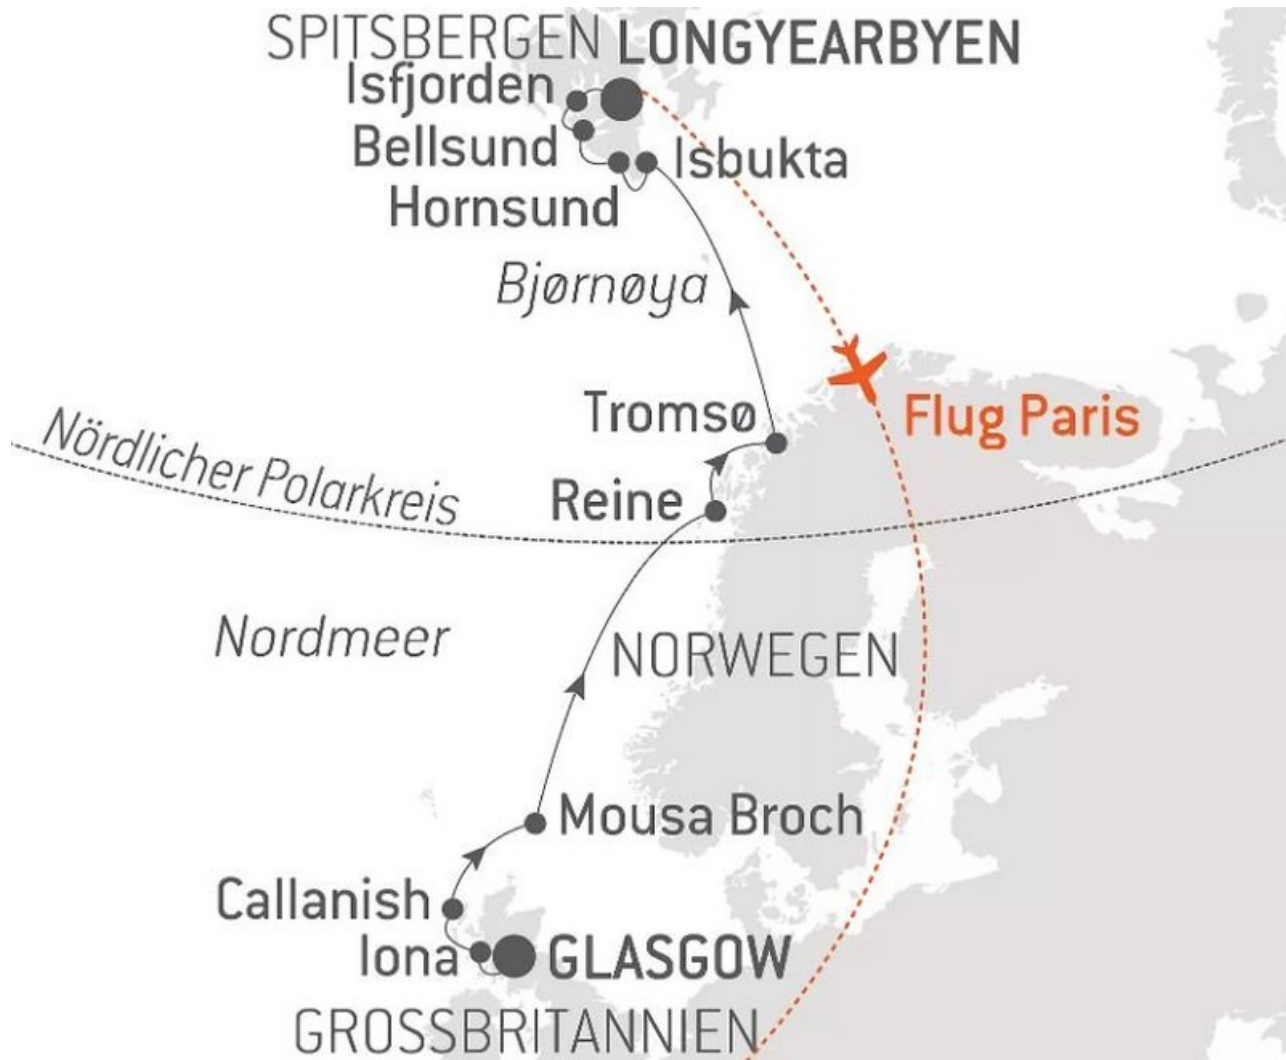 SPITSBERGEN LONGYEARBYEN
Isfjorden
Bellsund
Isbukta
Hornsund
Bjørnøya
Tromsø
Flug Paris
Nördlicher Polarkreis
Reine
Nordmeer
NORWEGEN
Mousa Broch
Callanish
Iona
GLASGOW
GROSSBRITANNIEN